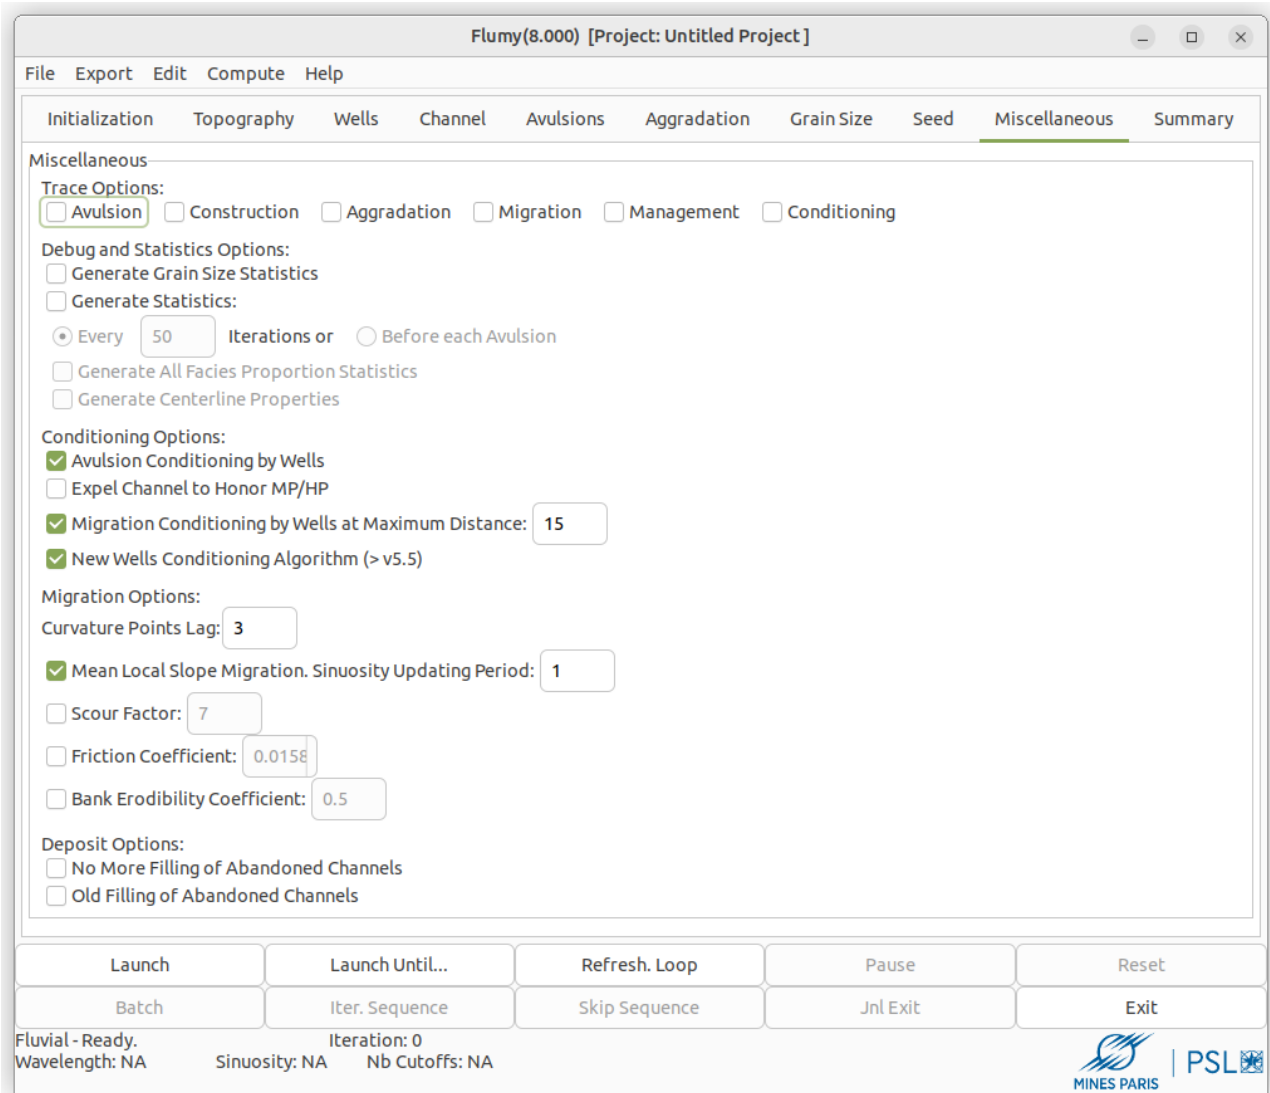 Flumy(8.000) [Project: Untitled Project ]
File Export Edit Compute Help
Initialization Topography Wells Channel Avulsions Aggradation Grain Size Seed Miscellaneous Summary
Miscellaneous
Trace Options:
Avulsion Construction Aggradation Migration Management Conditioning
Debug and Statistics Options:
Generate Grain Size Statistics
Generate Statistics:
Every 50 Iterations or Before each Avulsion
Generate All Facies Proportion Statistics
Generate Centerline Properties
Conditioning Options:
Avulsion Conditioning by Wells
Expel Channel to Honor MP/HP
Migration Conditioning by Wells at Maximum Distance: 15
New Wells Conditioning Algorithm (> v5.5)
Migration Options:
Curvature Points Lag: 3
Mean Local Slope Migration. Sinuosity Updating Period: 1
Scour Factor: 7
Friction Coefficient: 0.0158
Bank Erodibility Coefficient: 0.5
Deposit Options:
No More Filling of Abandoned Channels
Old Filling of Abandoned Channels
Launch Launch Until... Refresh. Loop Pause Reset
Batch Iter. Sequence Skip Sequence Jnl Exit Exit
Fluvial - Ready. Iteration: 0
Wavelength: NA Sinuosity: NA Nb Cutoffs: NA
MINES PARIS | PSL